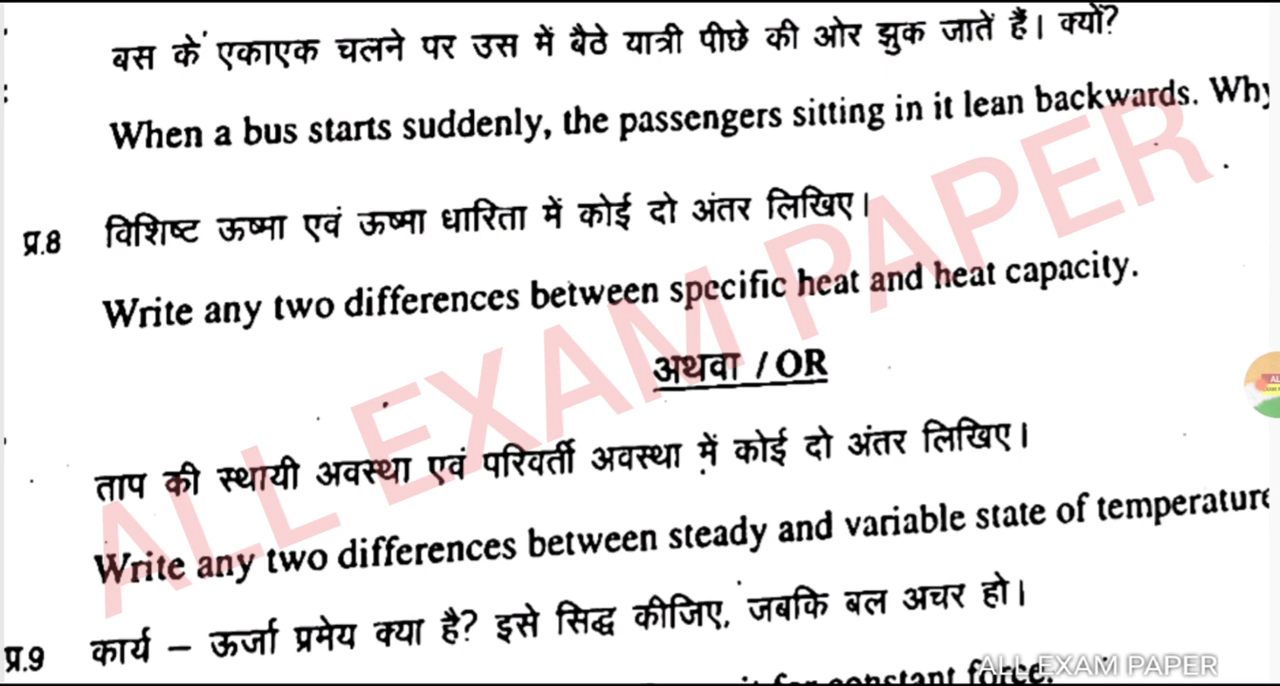 बस के एकाएक चलने पर उस में बैठे यात्री पीछे की ओर झुक जातें हैं। क्यों?
When a bus starts suddenly, the passengers sitting in it lean backwards. Why
प्र.8 विशिष्ट ऊष्मा एवं ऊष्मा धारिता में कोई दो अंतर लिखिए।
Write any two differences between specific heat and heat capacity.
अथवा / OR
ताप की स्थायी अवस्था एवं परिवर्ती अवस्था में कोई दो अंतर लिखिए।
Write any two differences between steady and variable state of temperature
प्र.9 कार्य – ऊर्जा प्रमेय क्या है? इसे सिद्ध कीजिए, जबकि बल अचर हो।
it for constant force.
ALL EXAM PAPER
ALL EXAM PAPER